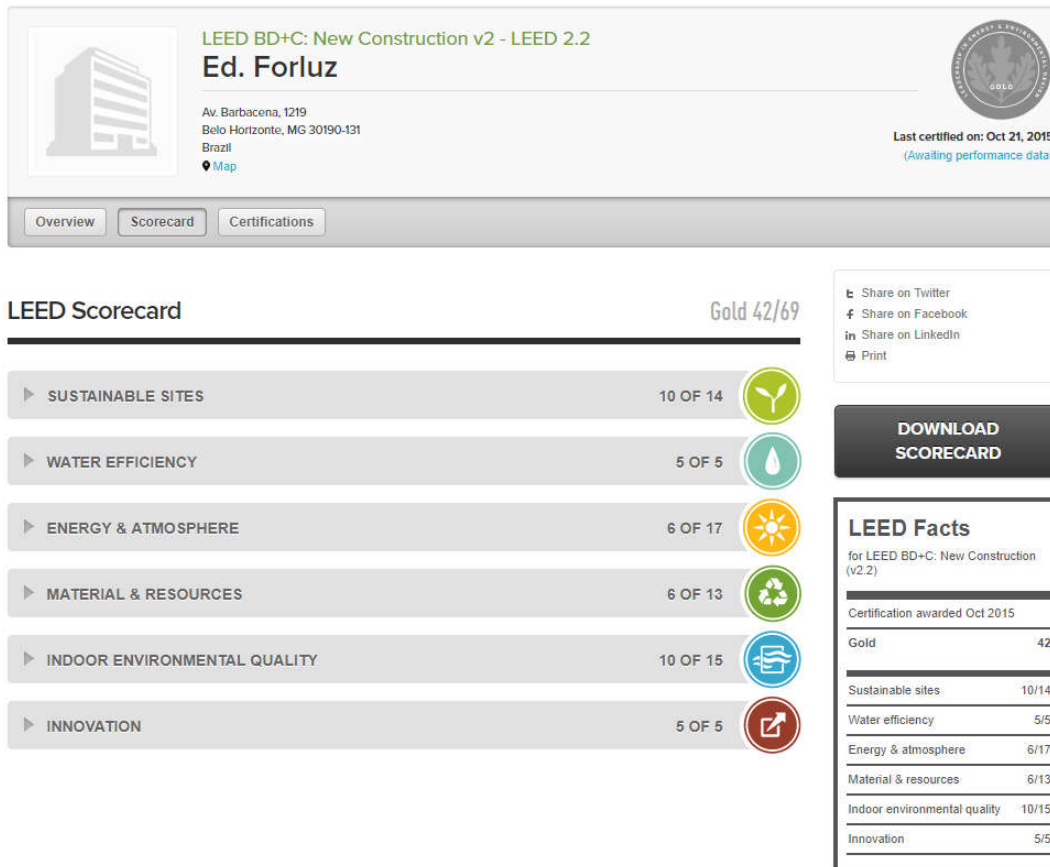 LEED BD+C: New Construction v2 - LEED 2.2
Ed. Forluz
Av. Barbacena, 1219
Belo Horizonte, MG 30190-131
Brazil
Map
LEADERSHIP IN ENERGY & ENVIRONMENTAL DESIGN
GOLD
Last certified on: Oct 21, 2015
(Awaiting performance data
Overview
Scorecard
Certifications
LEED Scorecard
Gold 42/69
SUSTAINABLE SITES 10 OF 14
WATER EFFICIENCY 5 OF 5
ENERGY & ATMOSPHERE 6 OF 17
MATERIAL & RESOURCES 6 OF 13
INDOOR ENVIRONMENTAL QUALITY 10 OF 15
INNOVATION 5 OF 5
Share on Twitter
Share on Facebook
Share on LinkedIn
Print
DOWNLOAD
SCORECARD
LEED Facts
for LEED BD+C: New Construction
(v2.2)
Certification awarded Oct 2015
Gold 42
Sustainable sites 10/14
Water efficiency 5/5
Energy & atmosphere 6/17
Material & resources 6/13
Indoor environmental quality 10/15
Innovation 5/5